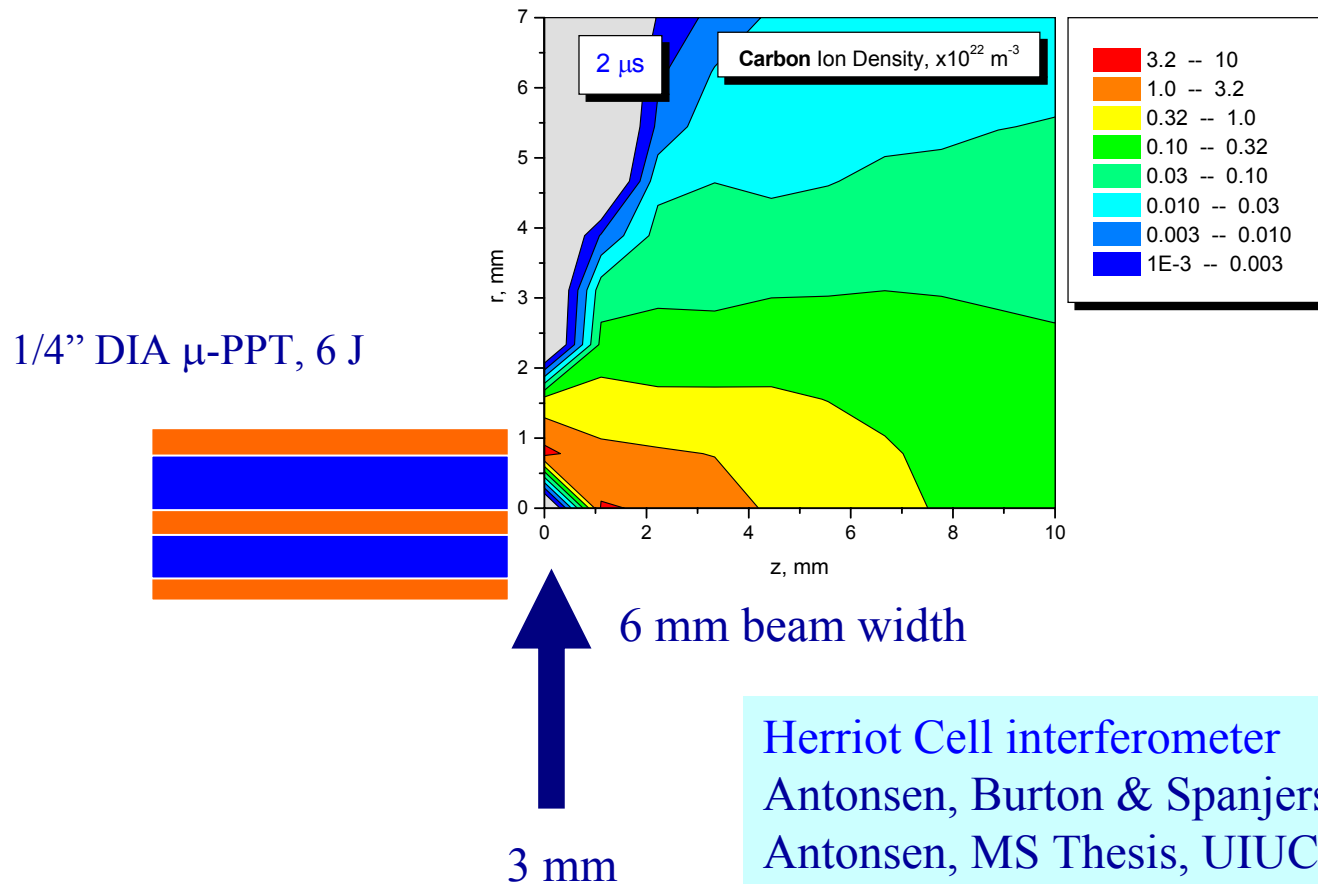 2 μs
Carbon Ion Density, x10²² m⁻³
3.2 -- 10
1.0 -- 3.2
0.32 -- 1.0
0.10 -- 0.32
0.03 -- 0.10
0.010 -- 0.03
0.003 -- 0.010
1E-3 -- 0.003
7
6
5
4
3
2
1
0
r, mm
0 2 4 6 8 10
z, mm
1/4” DIA μ-PPT, 6 J
6 mm beam width
3 mm
Herriot Cell interferometer
Antonsen, Burton & Spanjers
Antonsen, MS Thesis, UIUC